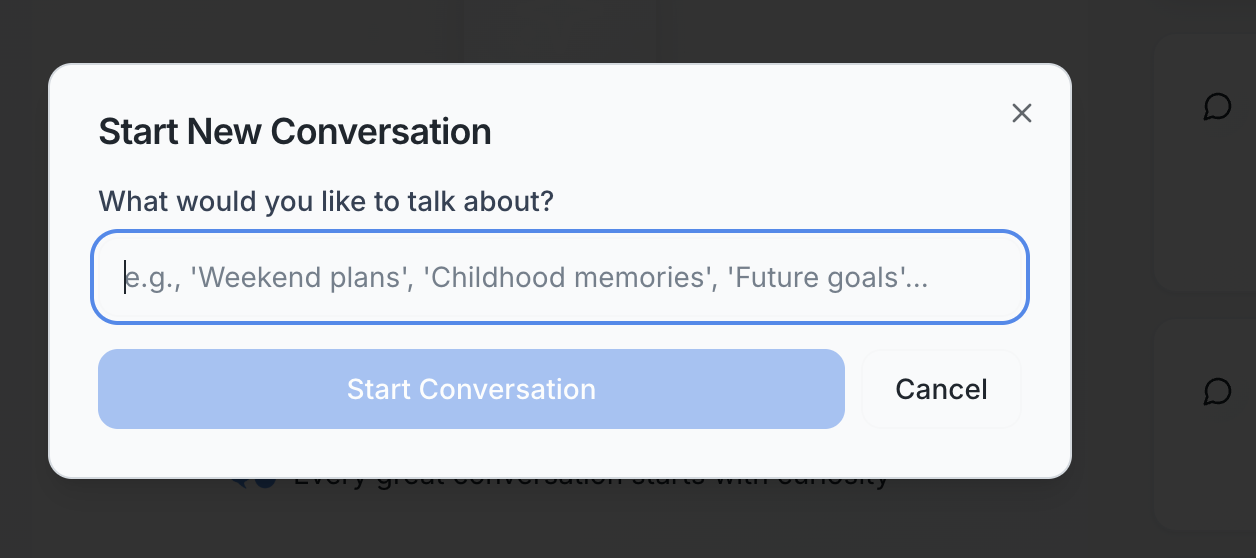 Start New Conversation
What would you like to talk about?
e.g., 'Weekend plans', 'Childhood memories', 'Future goals'...
Start Conversation
Cancel
Every great conversation starts with curiosity